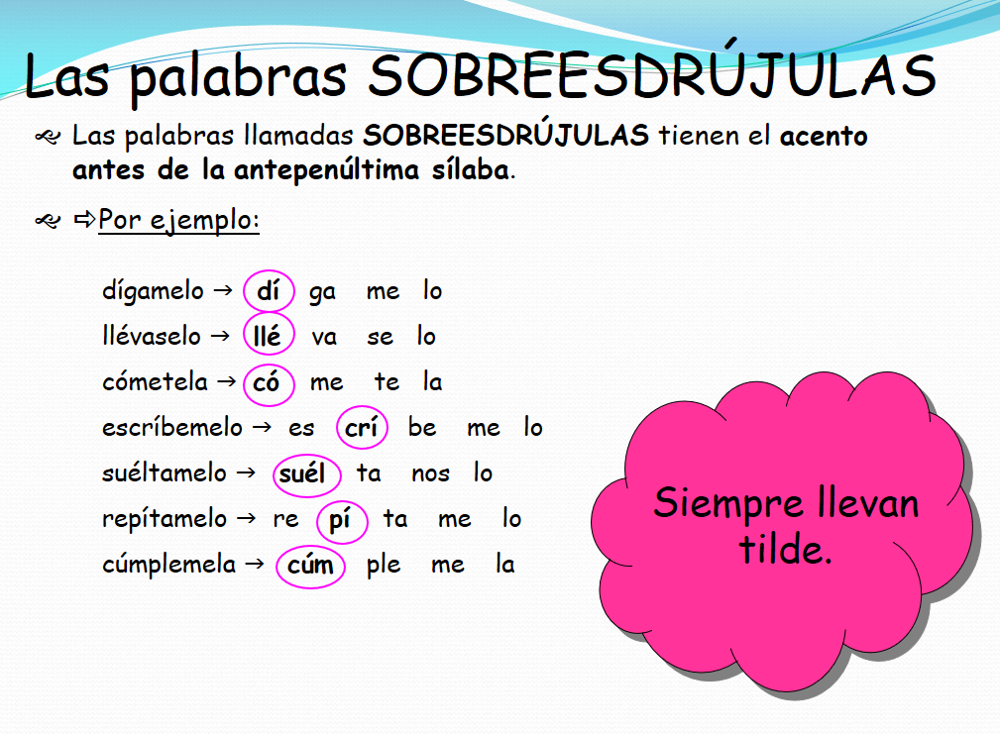 Las palabras SOBREESDRÚJULAS
Las palabras llamadas SOBREESDRÚJULAS tienen el acento
antes de la antepenúltima sílaba.
⇨Por ejemplo:
dígamelo → dí ga me lo
llévaselo → llé va se lo
cómetela → có me te la
escríbemelo → es crí be me lo
suéltamelo → suél ta nos lo
repítamelo → re pí ta me lo
cúmplemela → cúm ple me la
Siempre llevan
tilde.